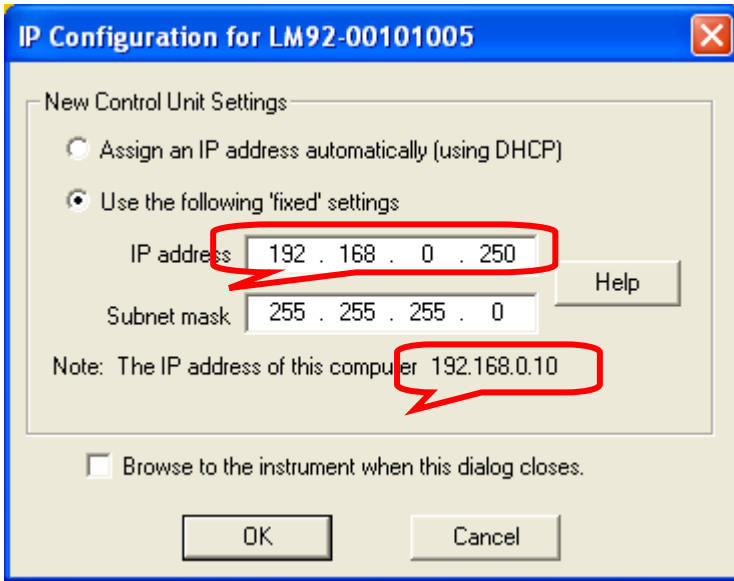 IP Configuration for LM92-00101005
New Control Unit Settings
Assign an IP address automatically (using DHCP)
Use the following 'fixed' settings
IP address 192 . 168 . 0 . 250
Help
Subnet mask 255 . 255 . 255 . 0
Note: The IP address of this computer 192.168.0.10
Browse to the instrument when this dialog closes.
OK Cancel